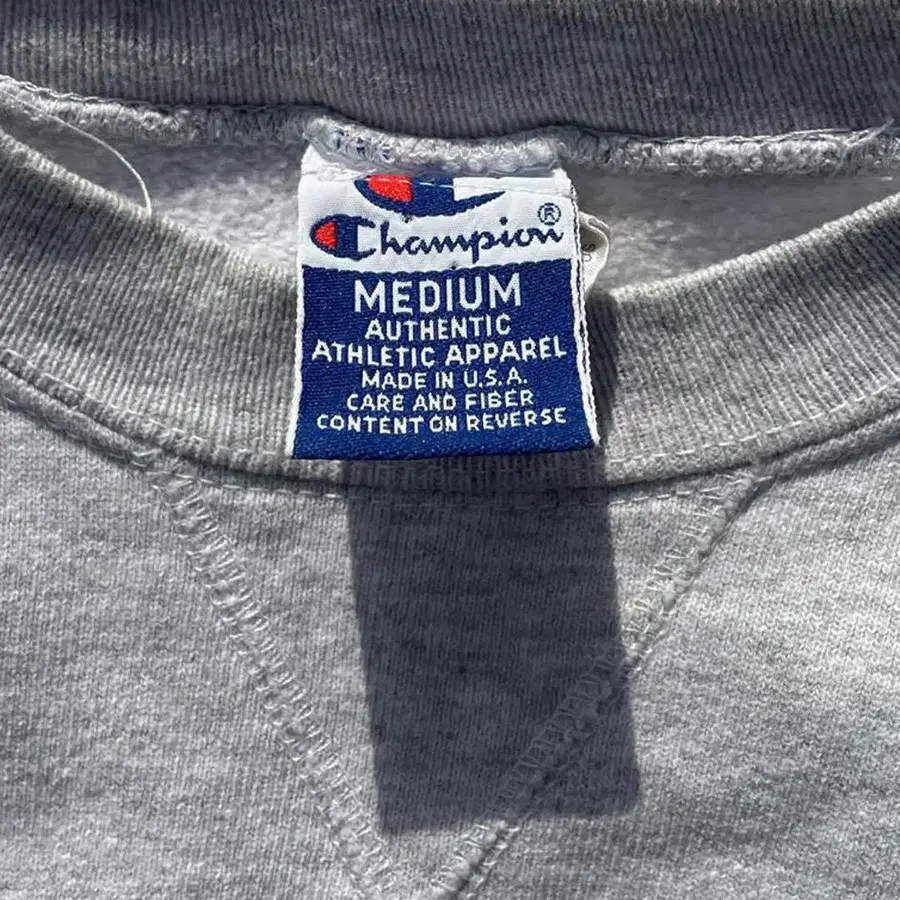 Champion®
MEDIUM
AUTHENTIC
ATHLETIC APPAREL
MADE IN U.S.A.
CARE AND FIBER
CONTENT ON REVERSE